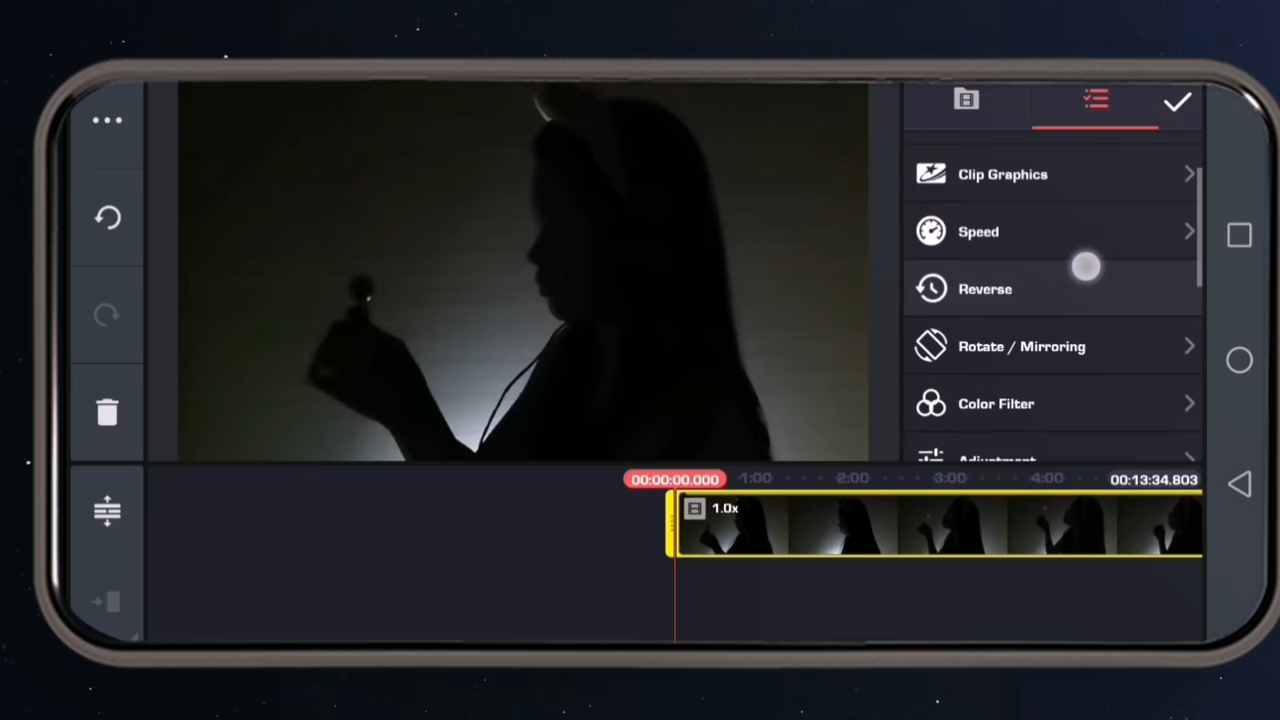 Clip Graphics
Speed
Reverse
Rotate / Mirroring
Color Filter
Adjustment
00:00:00.000
1:00
2:00
3:00
4:00
00:13:34.803
1.0x